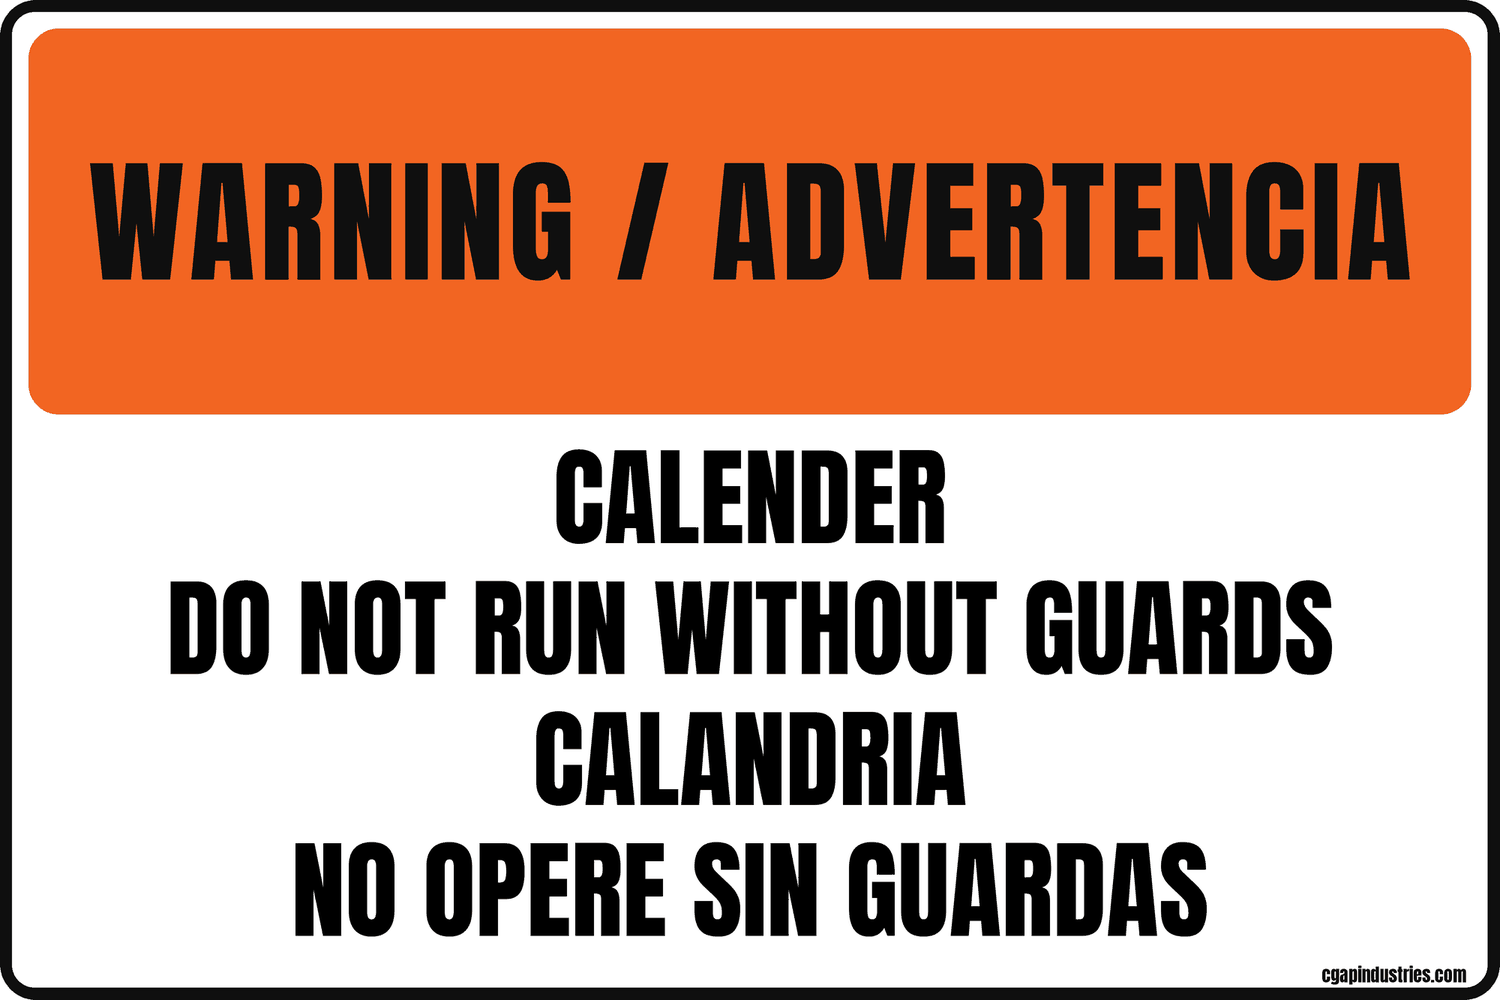 WARNING / ADVERTENCIA
CALENDER
DO NOT RUN WITHOUT GUARDS
CALANDRIA
NO OPERE SIN GUARDAS
cgapindustries.com